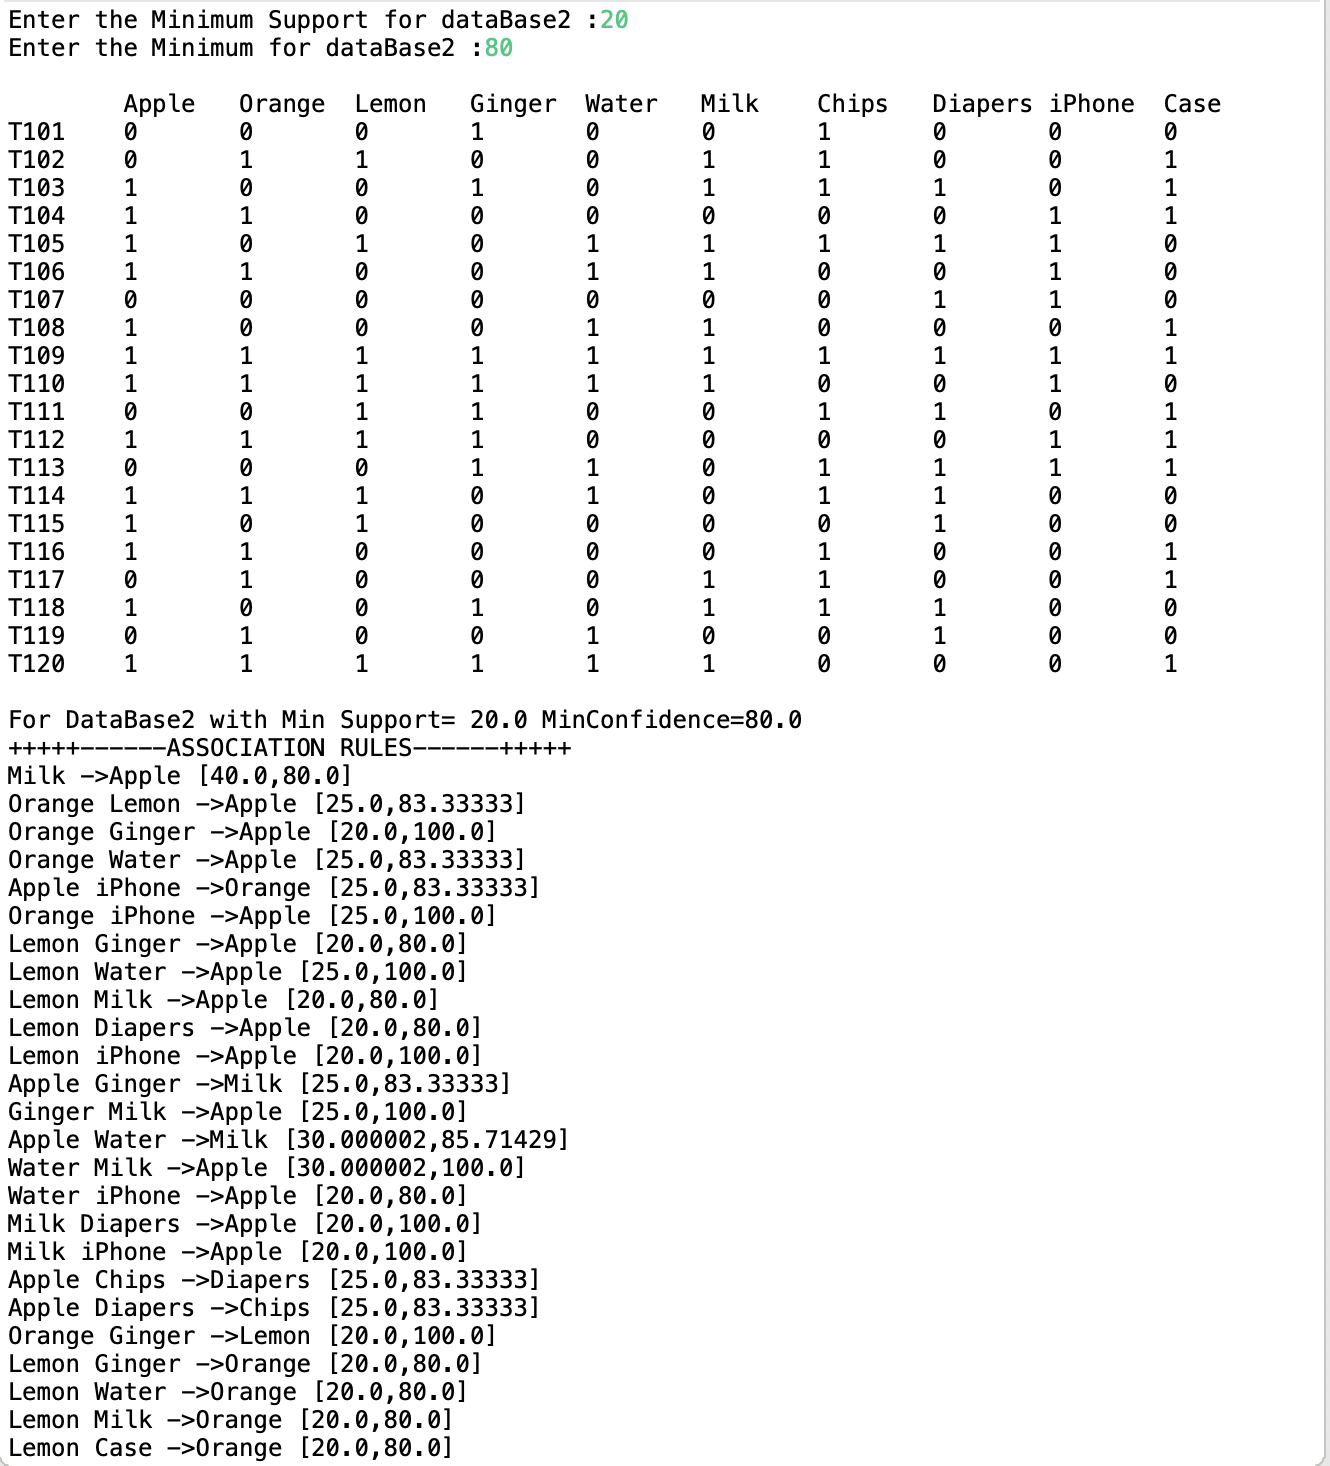 Enter the Minimum Support for dataBase2 :20
Enter the Minimum for dataBase2 :80
Apple Orange Lemon Ginger Water Milk Chips Diapers iPhone Case
T101 0 0 0 1 0 0 1 0 0 0
T102 0 1 1 0 0 1 1 0 0 1
T103 1 0 0 1 0 1 1 1 0 1
T104 1 1 0 0 0 0 0 0 1 1
T105 1 0 1 0 1 1 1 1 1 0
T106 1 1 0 0 1 1 0 0 1 0
T107 0 0 0 0 0 0 0 1 1 0
T108 1 0 0 0 1 1 0 0 0 1
T109 1 1 1 1 1 1 1 1 1 1
T110 1 1 1 1 1 1 0 0 1 0
T111 0 0 1 1 0 0 1 1 0 1
T112 1 1 1 1 0 0 0 0 1 1
T113 0 0 0 1 1 0 1 1 1 1
T114 1 1 1 0 1 0 1 1 0 0
T115 1 0 1 0 0 0 0 1 0 0
T116 1 1 0 0 0 0 1 0 0 1
T117 0 1 0 0 0 1 1 0 0 1
T118 1 0 0 1 0 1 1 1 0 0
T119 0 1 0 0 1 0 0 1 0 0
T120 1 1 1 1 1 1 0 0 0 1
For DataBase2 with Min Support= 20.0 MinConfidence=80.0
+++++------ASSOCIATION RULES------+++++
Milk ->Apple [40.0,80.0]
Orange Lemon ->Apple [25.0,83.33333]
Orange Ginger ->Apple [20.0,100.0]
Orange Water ->Apple [25.0,83.33333]
Apple iPhone ->Orange [25.0,83.33333]
Orange iPhone ->Apple [25.0,100.0]
Lemon Ginger ->Apple [20.0,80.0]
Lemon Water ->Apple [25.0,100.0]
Lemon Milk ->Apple [20.0,80.0]
Lemon Diapers ->Apple [20.0,80.0]
Lemon iPhone ->Apple [20.0,100.0]
Apple Ginger ->Milk [25.0,83.33333]
Ginger Milk ->Apple [25.0,100.0]
Apple Water ->Milk [30.000002,85.71429]
Water Milk ->Apple [30.000002,100.0]
Water iPhone ->Apple [20.0,80.0]
Milk Diapers ->Apple [20.0,100.0]
Milk iPhone ->Apple [20.0,100.0]
Apple Chips ->Diapers [25.0,83.33333]
Apple Diapers ->Chips [25.0,83.33333]
Orange Ginger ->Lemon [20.0,100.0]
Lemon Ginger ->Orange [20.0,80.0]
Lemon Water ->Orange [20.0,80.0]
Lemon Milk ->Orange [20.0,80.0]
Lemon Case ->Orange [20.0,80.0]